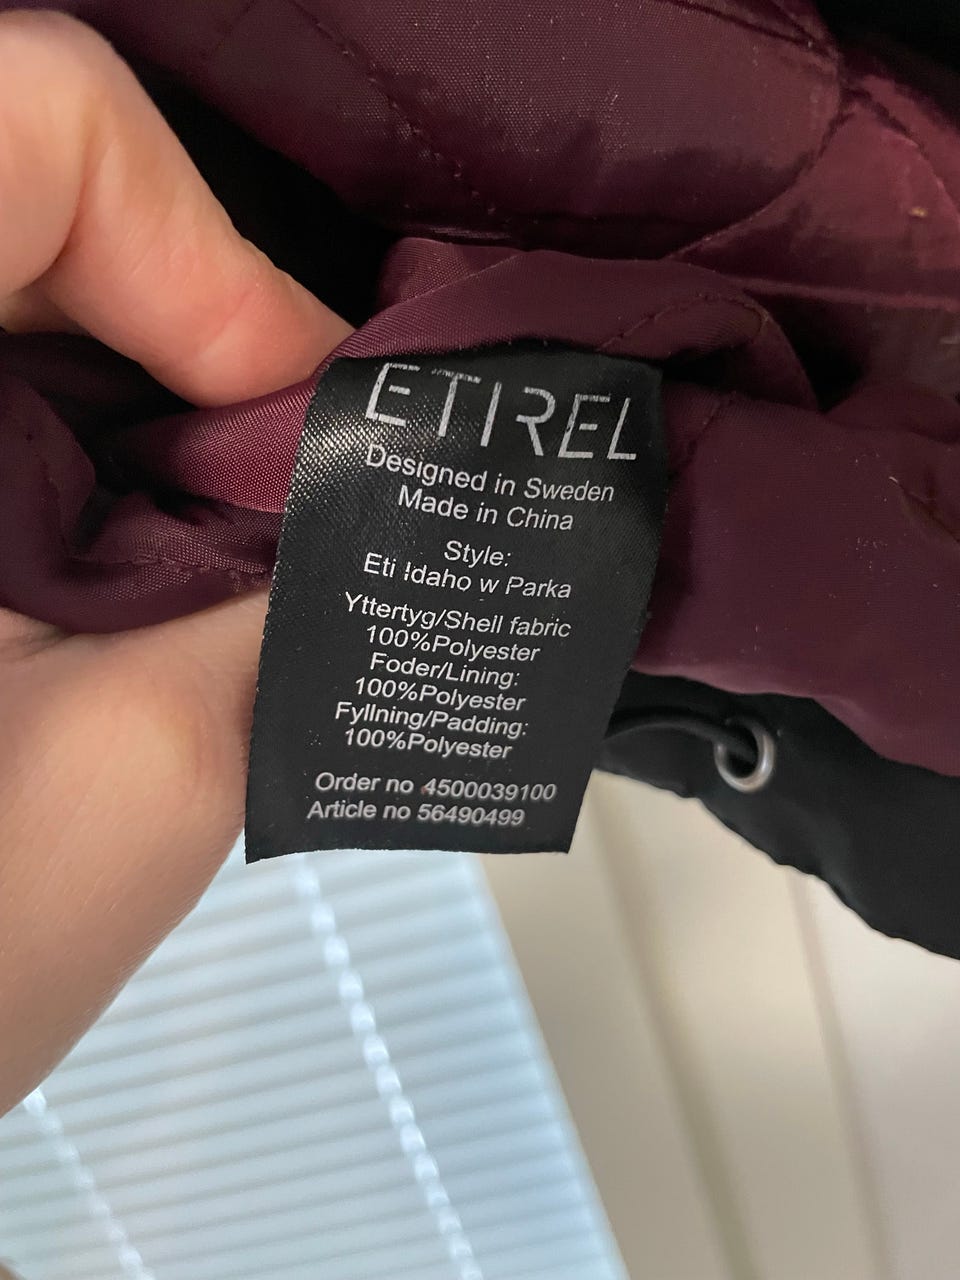 ETIREL
Designed in Sweden
Made in China
Style:
Eti Idaho w Parka
Yttertyg/Shell fabric
100%Polyester
Foder/Lining:
100%Polyester
Fyllning/Padding:
100%Polyester
Order no 4500039100
Article no 56490499